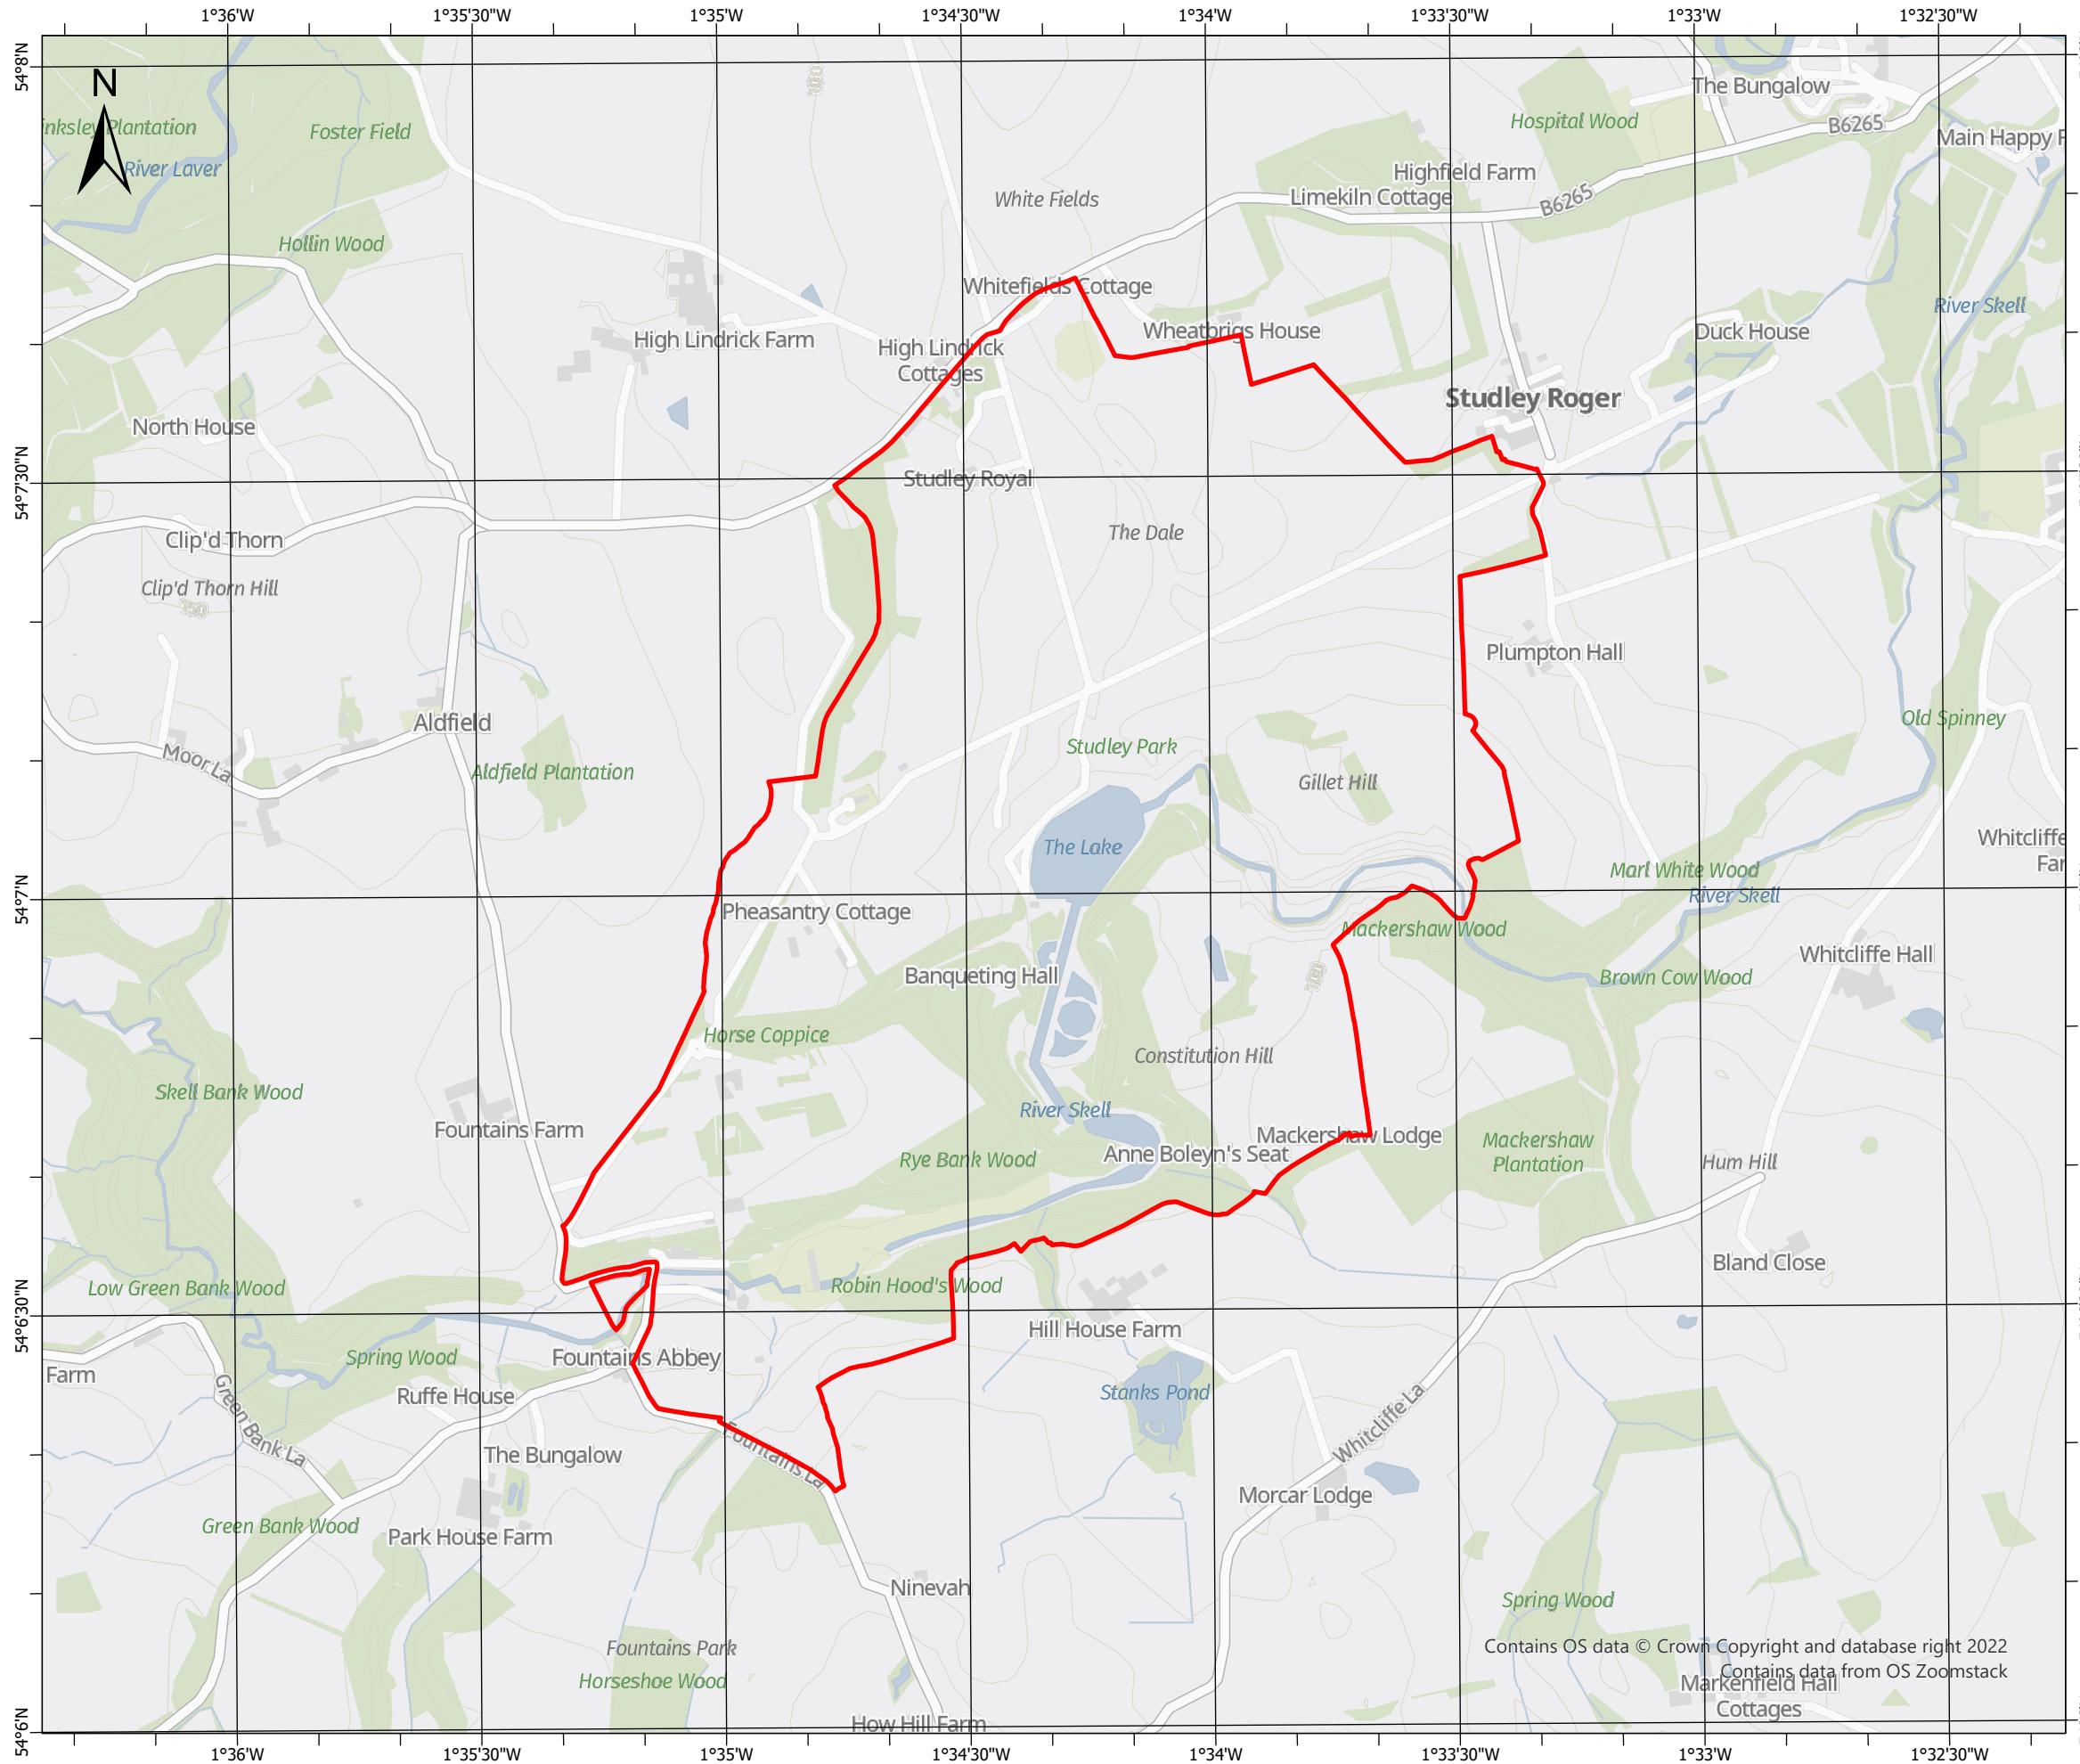 1°36'W 1°35'30"W 1°35'W 1°34'30"W 1°34'W 1°33'30"W 1°33'W 1°32'30"W
54°8'N
N
The Bungalow
inksley Plantation
Foster Field
Hospital Wood
B6265
Main Happy F
River Laver
Highfield Farm
White Fields
Limekiln Cottage
B6265
Hollin Wood
Whitefields Cottage
River Skell
High Lindrick Farm
Wheatbrigs House
Duck House
High Lindrick
Cottages
Studley Roger
North House
54°7'30"N
Studley Royal
The Dale
Clip'd Thorn
Clip'd Thorn Hill
150
Plumpton Hall
Aldfield
Old Spinney
Moor La
Studley Park
Aldfield Plantation
Gillet Hill
The Lake
Whitcliffe
Far
Marl White Wood
54°7'N
River Skell
Pheasantry Cottage
Mackershaw Wood
Whitcliffe Hall
Banqueting Hall
100
Brown Cow Wood
Horse Coppice
Constitution Hill
Skell Bank Wood
River Skell
Fountains Farm
Mackershaw Lodge
Mackershaw
Plantation
Anne Boleyn's Seat
Rye Bank Wood
Hum Hill
Bland Close
Low Green Bank Wood
Robin Hood's Wood
54°6'30"N
Hill House Farm
Spring Wood
Fountains Abbey
Farm
Ruffe House
Stanks Pond
Green Bank La
Fountains La
Whitcliffe La
The Bungalow
Morcar Lodge
Green Bank Wood
Park House Farm
Ninevah
Spring Wood
Fountains Park
Contains OS data © Crown Copyright and database right 2022
Contains data from OS Zoomstack
Horseshoe Wood
Markenfield Hall
Cottages
How Hill Farm
54°6'N
1°36'W 1°35'30"W 1°35'W 1°34'30"W 1°34'W 1°33'30"W 1°33'W 1°32'30"W